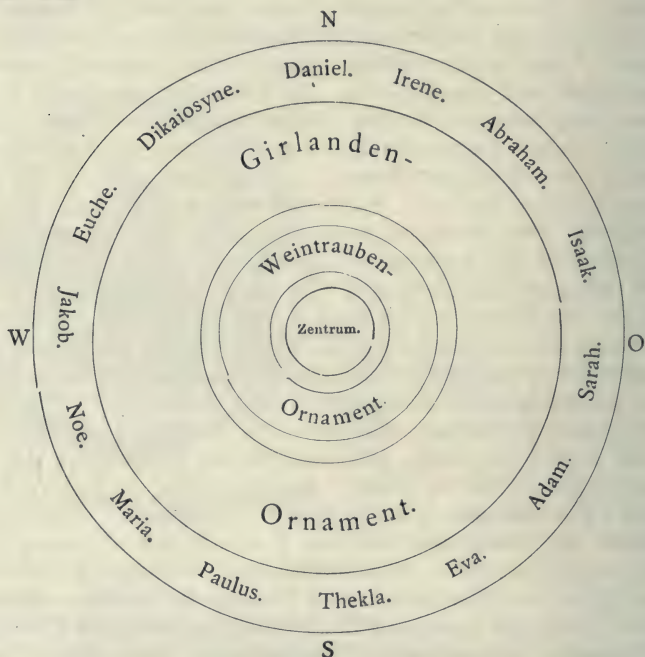 N
Daniel.
Irene.
Abraham.
Isaak.
O
Sarah.
Adam.
Eva.
Thekla.
S
Paulus.
Maria.
Noe.
W
Jakob.
Euche.
Dikaiosyne.
Girlanden-
Ornament.
Weintrauben-
Ornament.
Zentrum.